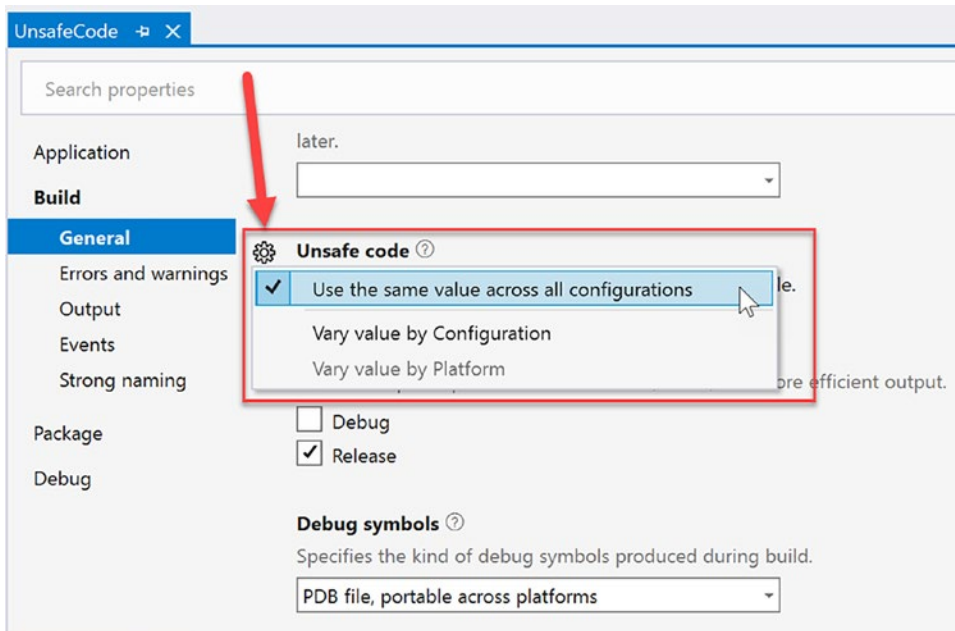 UnsafeCode
Search properties
Application
Build
General
Errors and warnings
Output
Events
Strong naming
Package
Debug
later.
Unsafe code
Use the same value across all configurations
le.
Vary value by Configuration
Vary value by Platform
ore efficient output.
Debug
Release
Debug symbols
Specifies the kind of debug symbols produced during build.
PDB file, portable across platforms